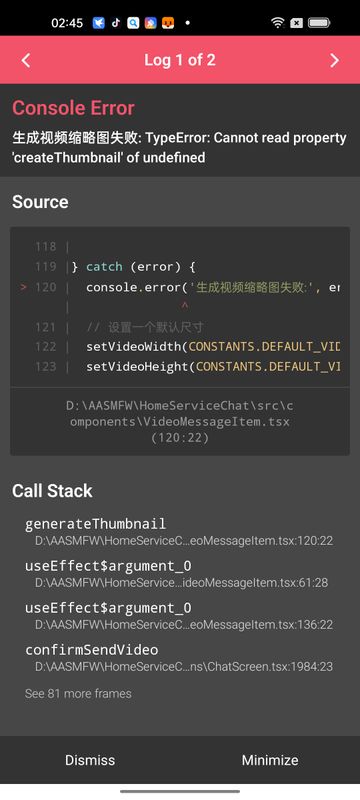 02:45
Log 1 of 2
Console Error
生成视频缩略图失败: TypeError: Cannot read property
'createThumbnail' of undefined
Source
118 |
119 |} catch (error) {
> 120 |  console.error('生成视频缩略图失败:', er
|              ^
121 |  // 设置一个默认尺寸
122 |  setVideoWidth(CONSTANTS.DEFAULT_VID
123 |  setVideoHeight(CONSTANTS.DEFAULT_VI
D:\AASMFW\HomeServiceChat\src\c
omponents\VideoMessageItem.tsx
(120:22)
Call Stack
generateThumbnail
D:\AASMFW\HomeServiceC…eoMessageItem.tsx:120:22
useEffect$argument_0
D:\AASMFW\HomeService…ideoMessageItem.tsx:61:28
useEffect$argument_0
D:\AASMFW\HomeServiceC…eoMessageItem.tsx:136:22
confirmSendVideo
D:\AASMFW\HomeServiceC…ns\ChatScreen.tsx:1984:23
See 81 more frames
Dismiss
Minimize